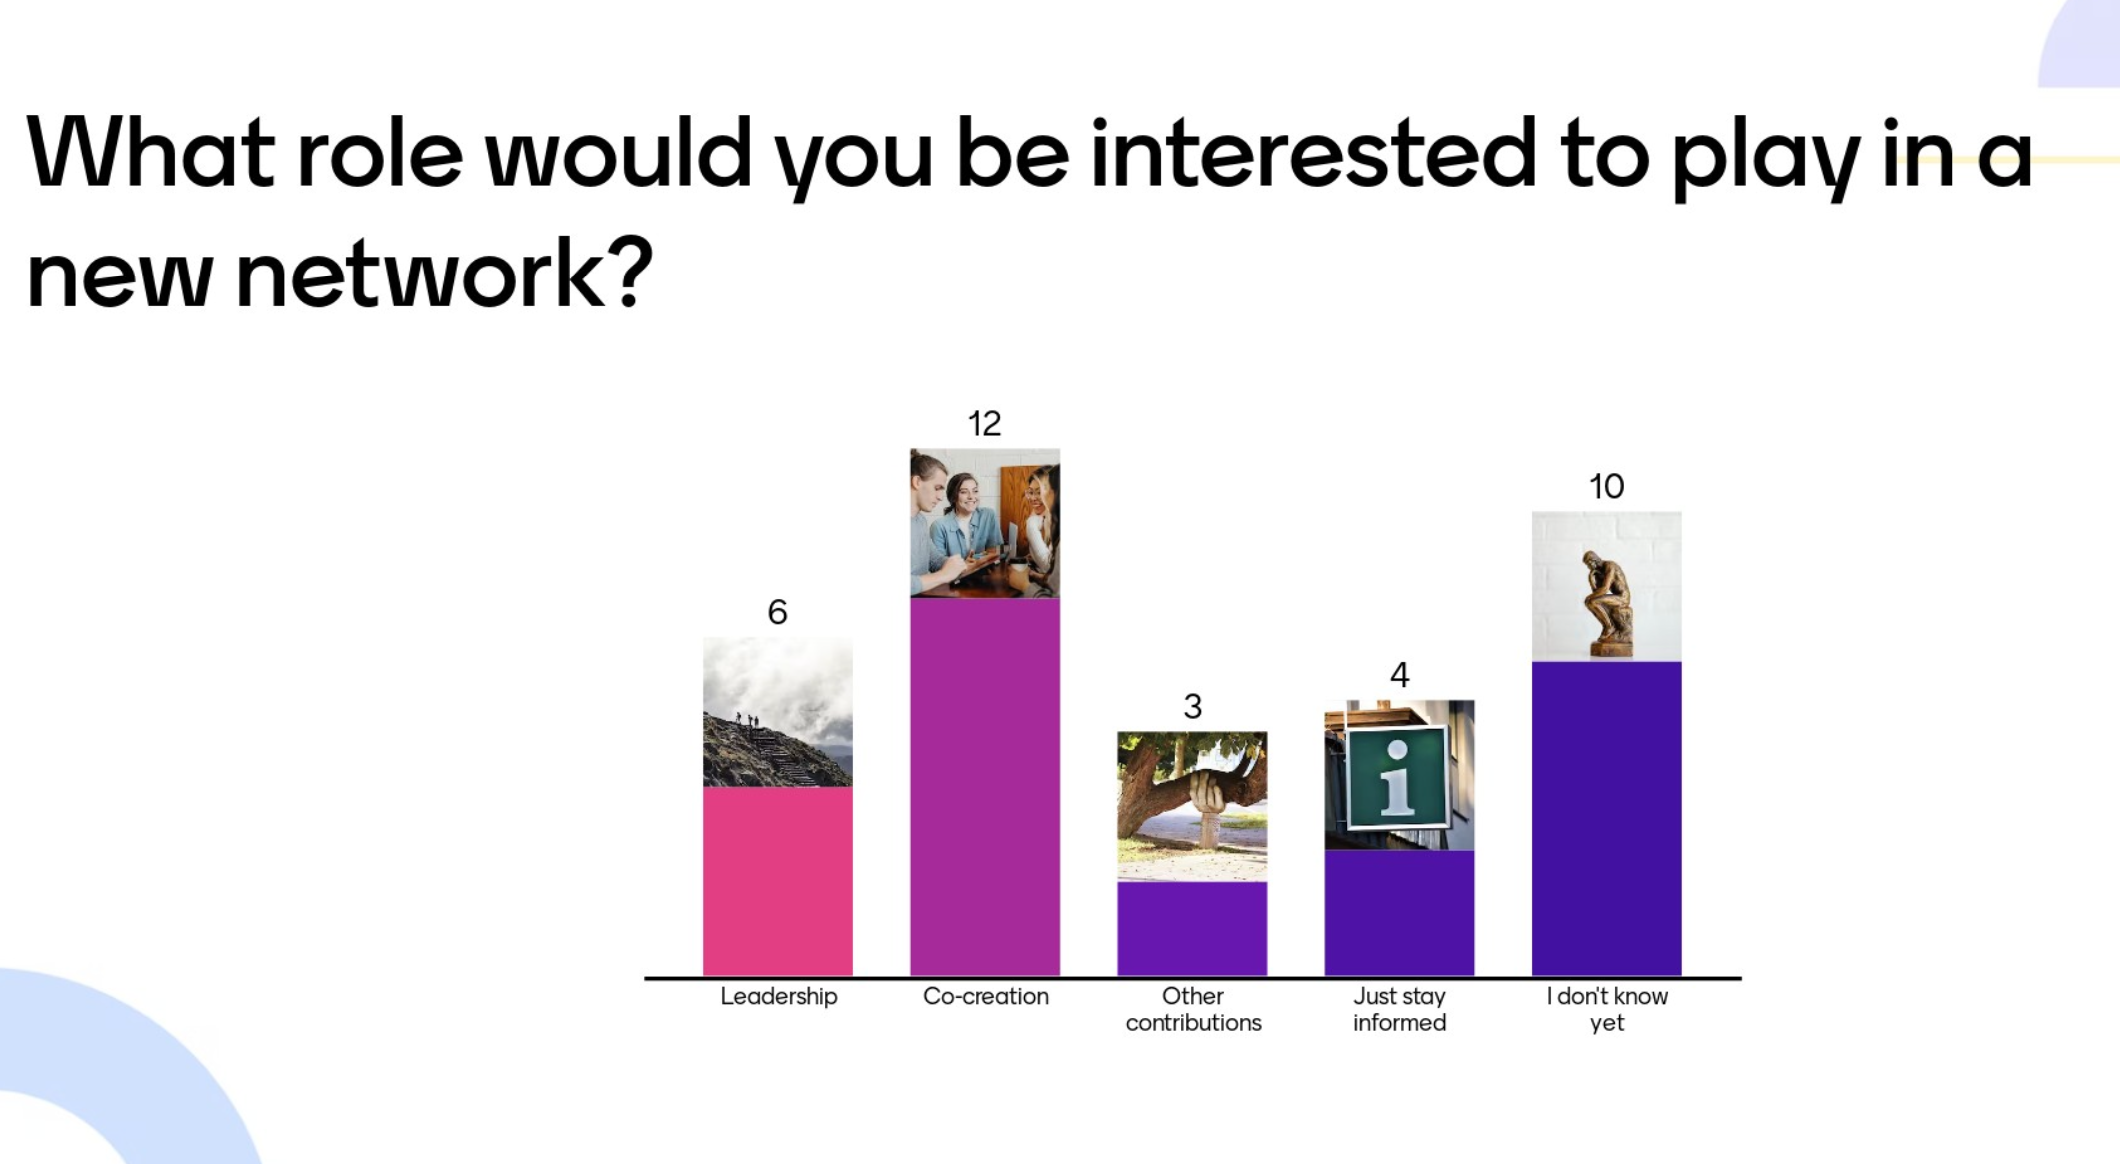 What role would you be interested to play in a
new network?
6
12
3
4
10
i
Leadership
Co-creation
Other
contributions
Just stay
informed
I don't know
yet